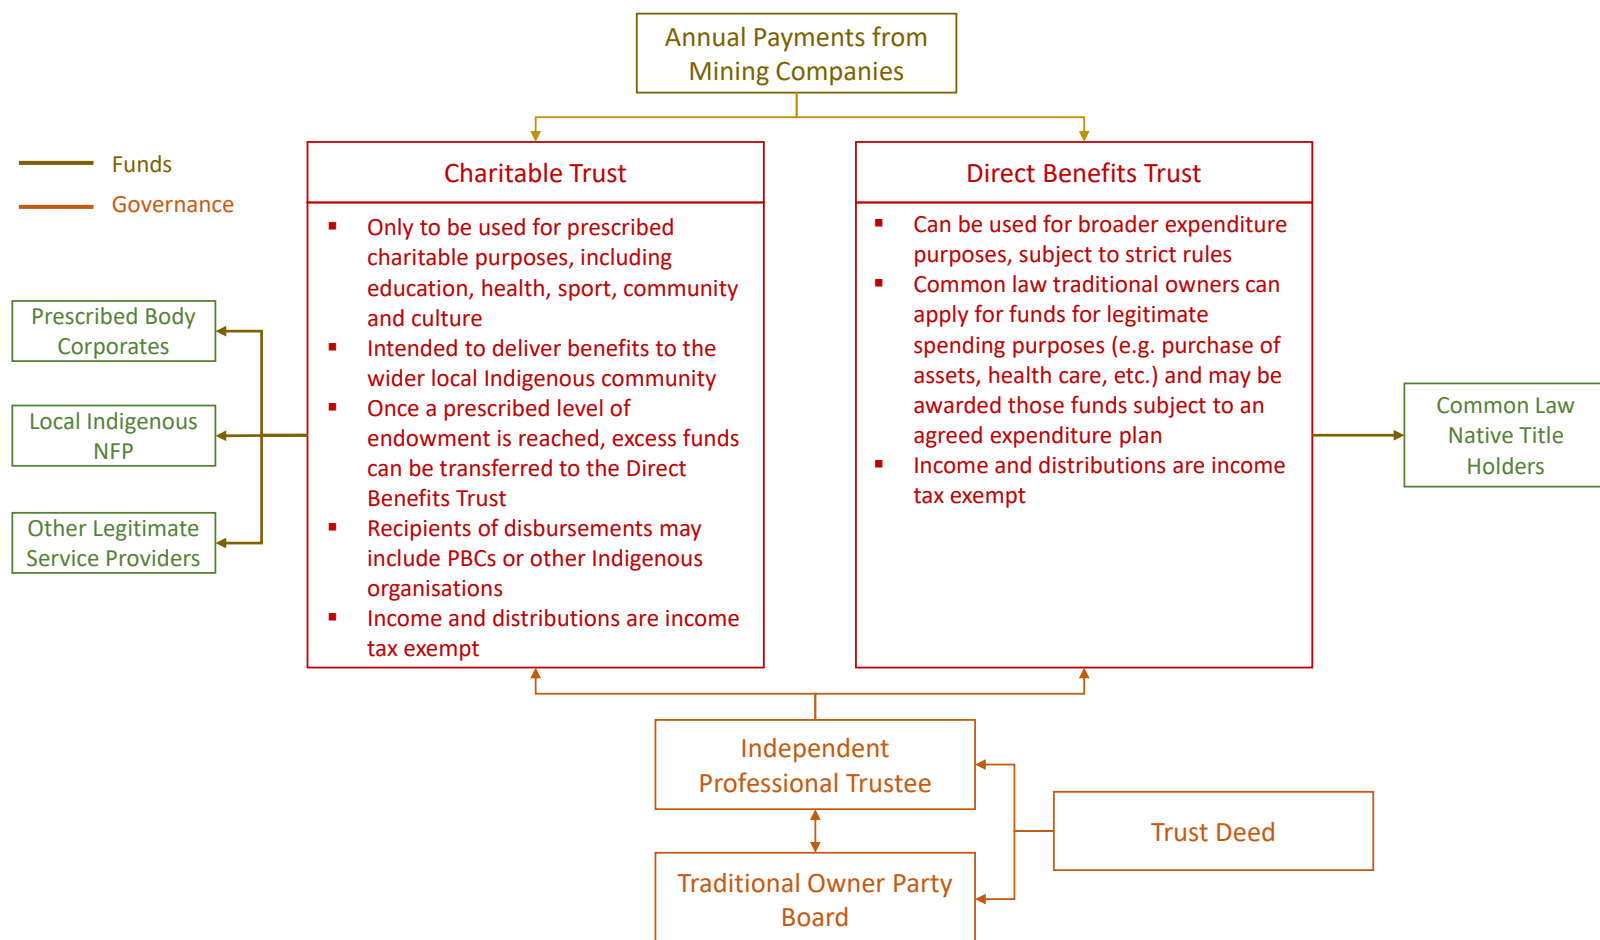 Annual Payments from
Mining Companies
Funds
Governance
Charitable Trust
▪ Only to be used for prescribed
charitable purposes, including
education, health, sport, community
and culture
▪ Intended to deliver benefits to the
wider local Indigenous community
▪ Once a prescribed level of
endowment is reached, excess funds
can be transferred to the Direct
Benefits Trust
▪ Recipients of disbursements may
include PBCs or other Indigenous
organisations
▪ Income and distributions are income
tax exempt
Direct Benefits Trust
▪ Can be used for broader expenditure
purposes, subject to strict rules
▪ Common law traditional owners can
apply for funds for legitimate
spending purposes (e.g. purchase of
assets, health care, etc.) and may be
awarded those funds subject to an
agreed expenditure plan
▪ Income and distributions are income
tax exempt
Prescribed Body
Corporates
Local Indigenous
NFP
Other Legitimate
Service Providers
Common Law
Native Title
Holders
Independent
Professional Trustee
Trust Deed
Traditional Owner Party
Board